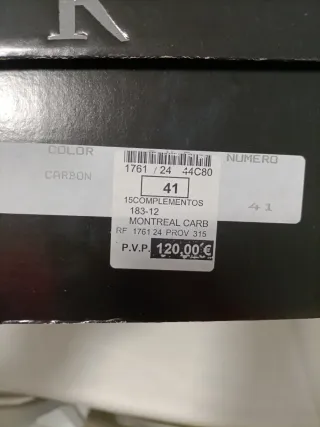 K
COLOR
NUMERO
1761 / 24 44C80
CARBON
41
41
15COMPLEMENTOS
183-12
MONTREAL CARB
RF 1761 24 PROV 315
P.V.P. 120.00 €